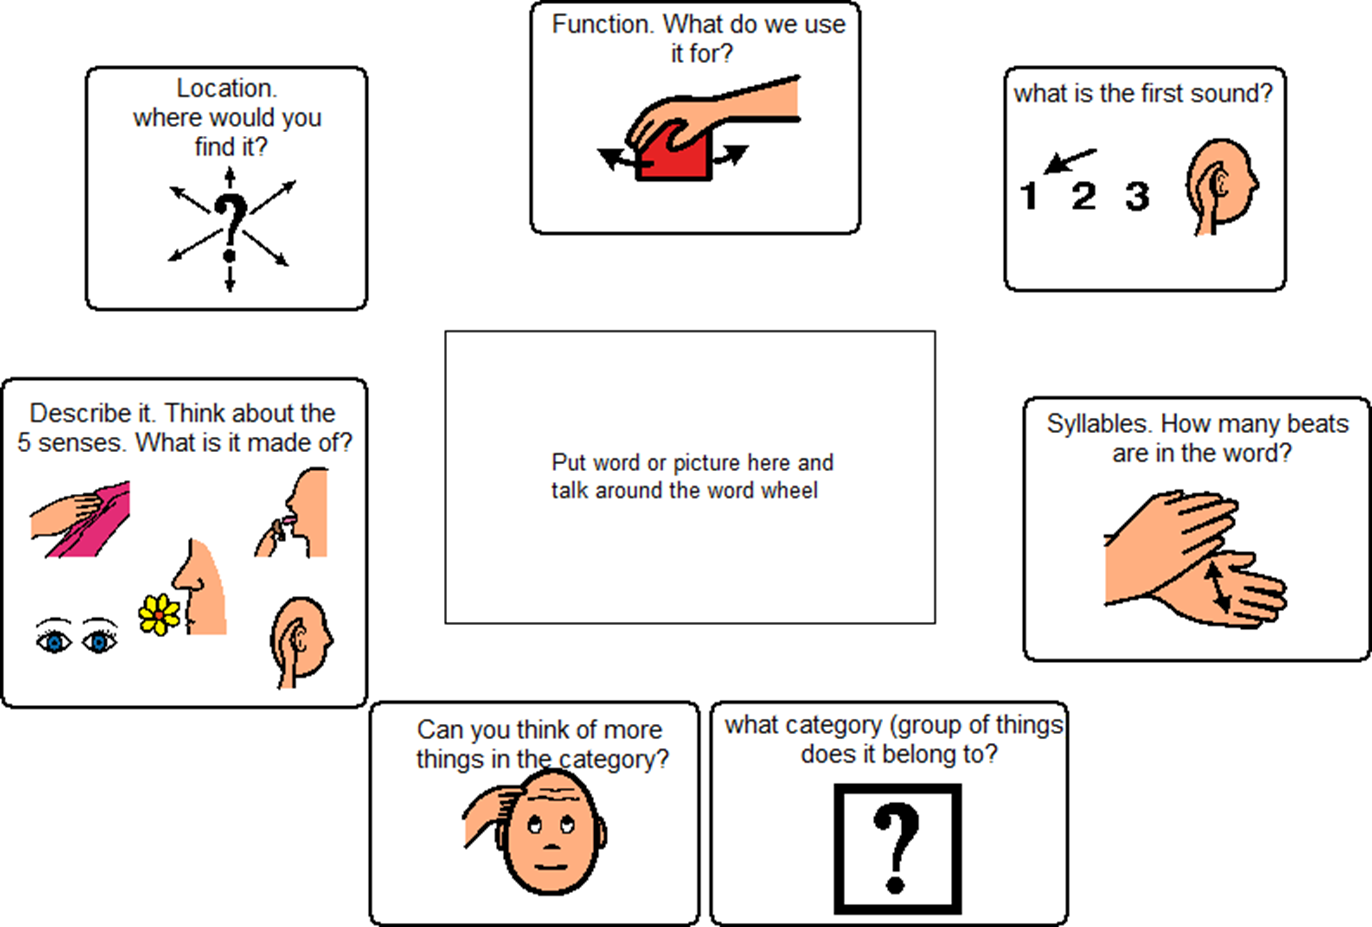 Function. What do we use
it for?
Location.
where would you
find it?
what is the first sound?
1 2 3
?
Describe it. Think about the
5 senses. What is it made of?
Put word or picture here and
talk around the word wheel
Syllables. How many beats
are in the word?
Can you think of more
things in the category?
what category (group of things
does it belong to?
?